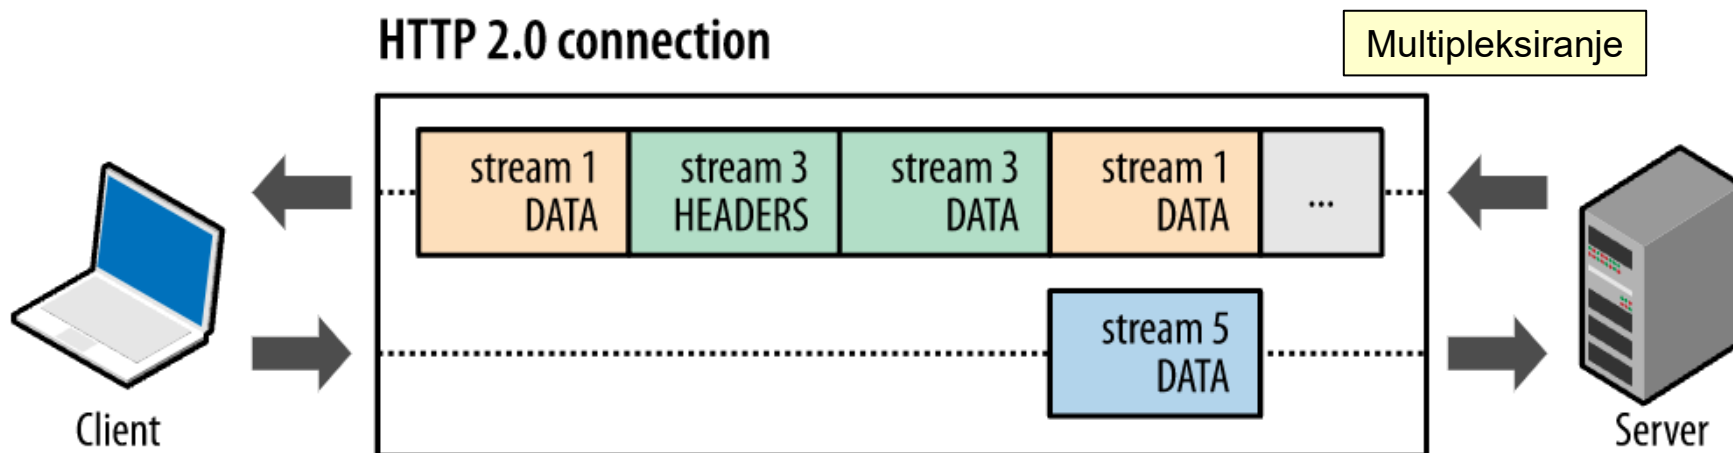 HTTP 2.0 connection
Multipleksiranje
stream 1
DATA
stream 3
HEADERS
stream 3
DATA
stream 1
DATA
...
stream 5
DATA
Client
Server